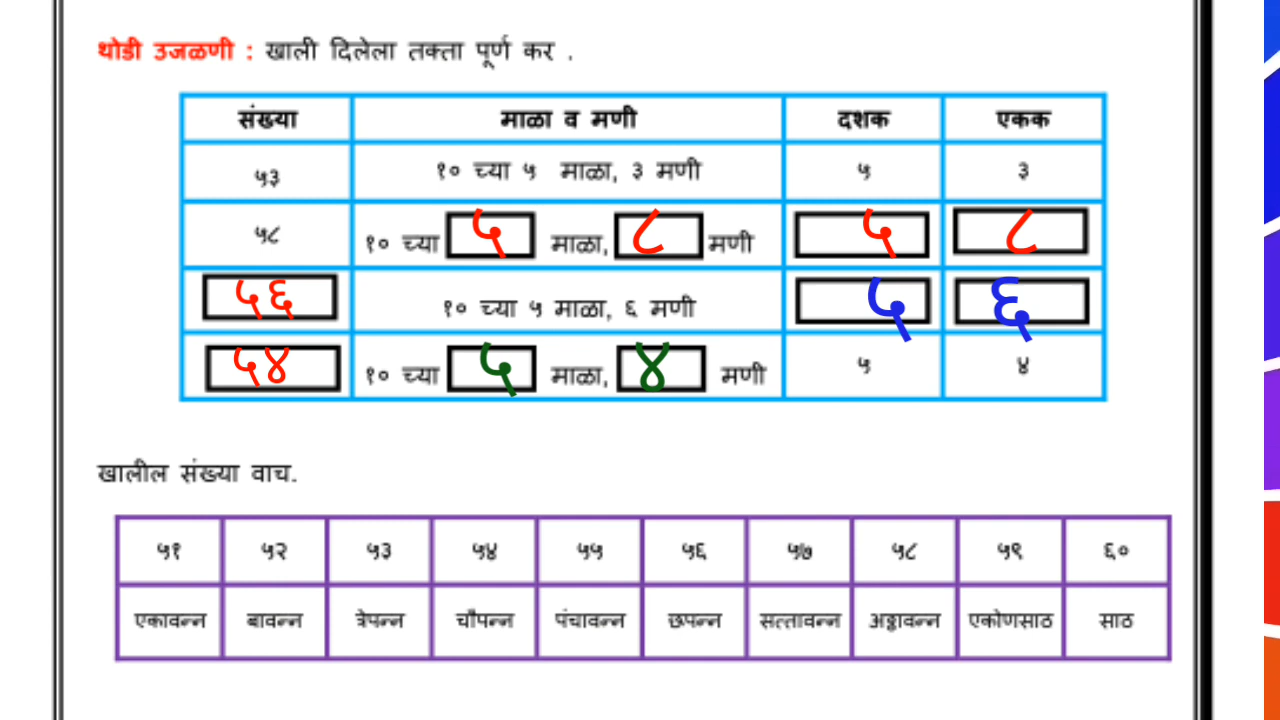 थोडी उजळणी : खाली दिलेला तक्ता पूर्ण कर .
संख्या माळा व मणी दशक एकक
५३ १० च्या ५ माळा, ३ मणी ५ ३
५८ १० च्या ५ माळा, ८ मणी ५ ८
५६ १० च्या ५ माळा, ६ मणी ५ ६
५४ १० च्या ५ माळा, ४ मणी ५ ४
खालील संख्या वाच.
५१ ५२ ५३ ५४ ५५ ५६ ५७ ५८ ५९ ६०
एकावन्न बावन्न त्रेपन्न चौपन्न पंचावन्न छपन्न सत्तावन्न अठ्ठावन्न एकोणसाठ साठ